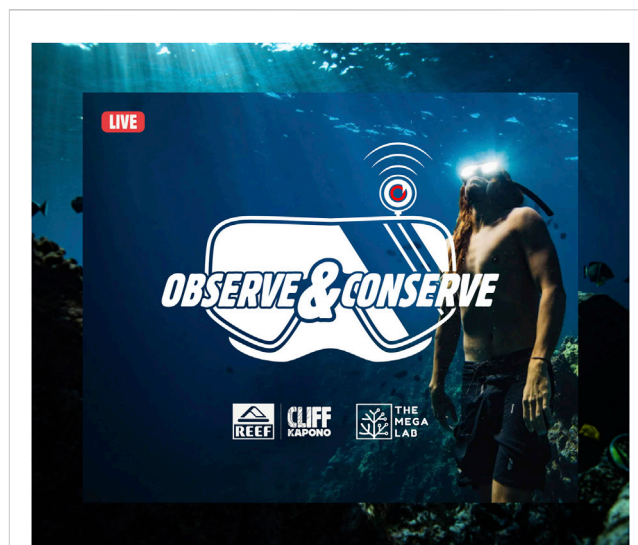 LIVE
OBSERVE & CONSERVE
REEF
CLIFF
KAPONO
THE
MEGA
LAB